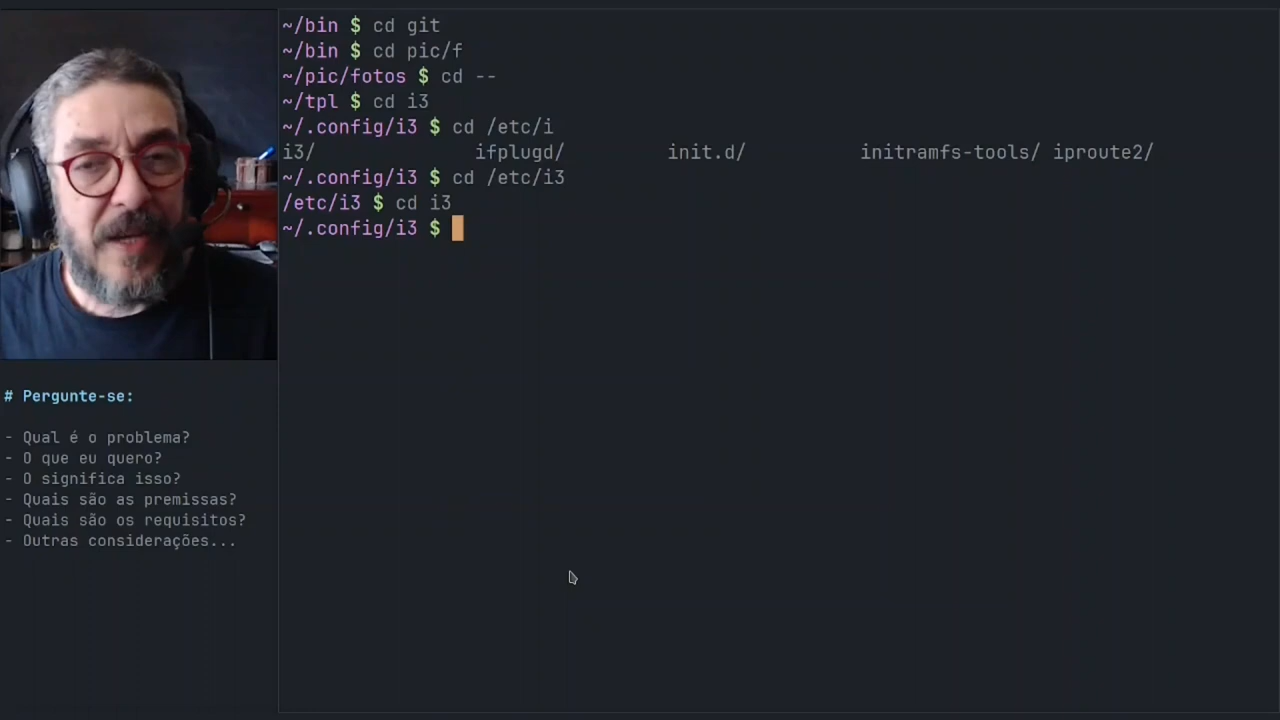 ~/bin $ cd git
~/bin $ cd pic/f
~/pic/fotos $ cd --
~/tpl $ cd i3
~/.config/i3 $ cd /etc/i
i3/ ifplugd/ init.d/ initramfs-tools/ iproute2/
~/.config/i3 $ cd /etc/i3
/etc/i3 $ cd i3
~/.config/i3 $
# Pergunte-se:
- Qual é o problema?
- O que eu quero?
- O significa isso?
- Quais são as premissas?
- Quais são os requisitos?
- Outras considerações...